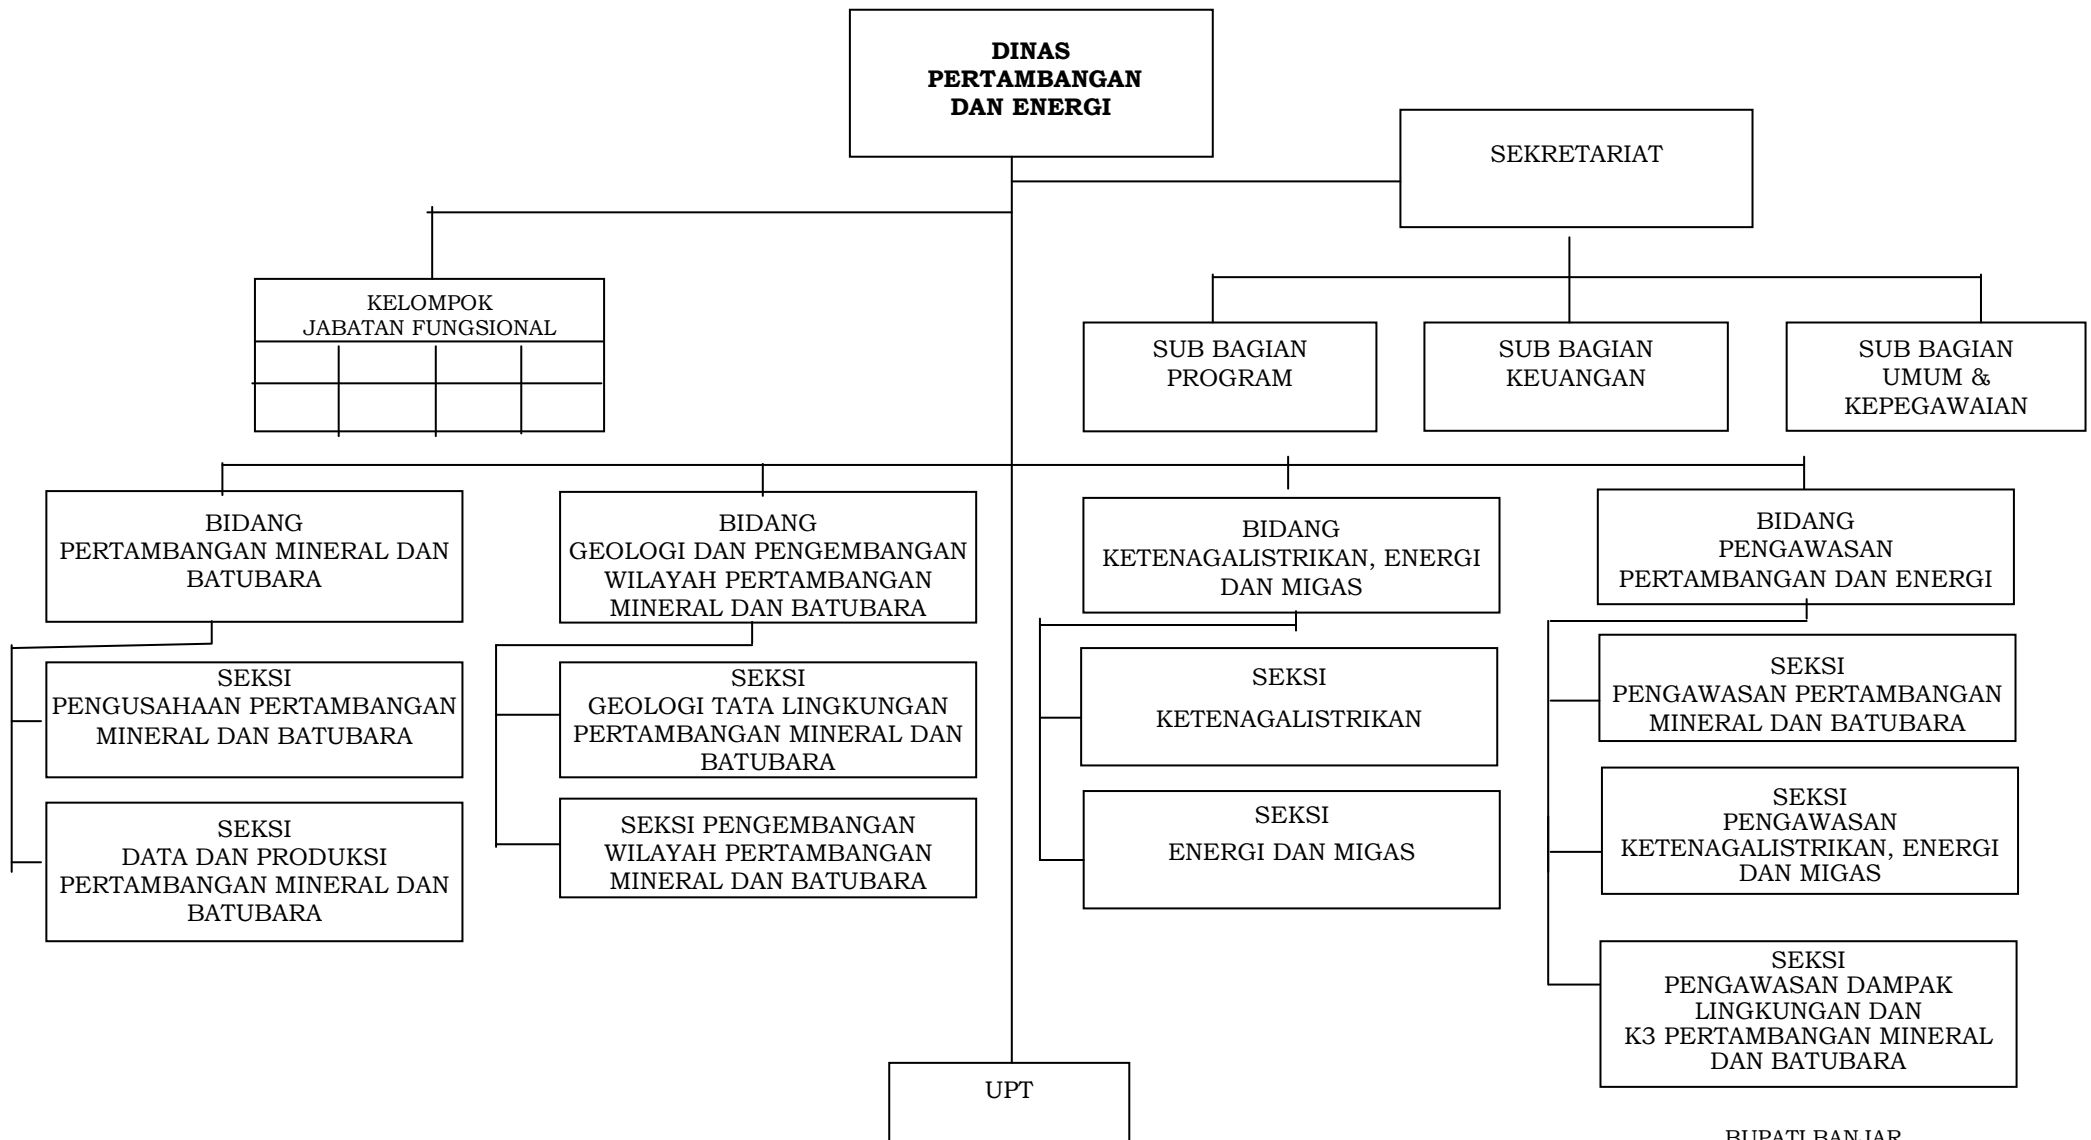 DINAS
PERTAMBANGAN
DAN ENERGI
SEKRETARIAT
KELOMPOK
JABATAN FUNGSIONAL
SUB BAGIAN
PROGRAM
SUB BAGIAN
KEUANGAN
SUB BAGIAN
UMUM &
KEPEGAWAIAN
BIDANG
PERTAMBANGAN MINERAL DAN
BATUBARA
BIDANG
GEOLOGI DAN PENGEMBANGAN
WILAYAH PERTAMBANGAN
MINERAL DAN BATUBARA
BIDANG
KETENAGALISTRIKAN, ENERGI
DAN MIGAS
BIDANG
PENGAWASAN
PERTAMBANGAN DAN ENERGI
SEKSI
PENGUSAHAAN PERTAMBANGAN
MINERAL DAN BATUBARA
SEKSI
GEOLOGI TATA LINGKUNGAN
PERTAMBANGAN MINERAL DAN
BATUBARA
SEKSI
KETENAGALISTRIKAN
SEKSI
PENGAWASAN PERTAMBANGAN
MINERAL DAN BATUBARA
SEKSI
DATA DAN PRODUKSI
PERTAMBANGAN MINERAL DAN
BATUBARA
SEKSI PENGEMBANGAN
WILAYAH PERTAMBANGAN
MINERAL DAN BATUBARA
SEKSI
ENERGI DAN MIGAS
SEKSI
PENGAWASAN
KETENAGALISTRIKAN, ENERGI
DAN MIGAS
SEKSI
PENGAWASAN DAMPAK
LINGKUNGAN DAN
K3 PERTAMBANGAN MINERAL
DAN BATUBARA
UPT
BUPATI BANJAR